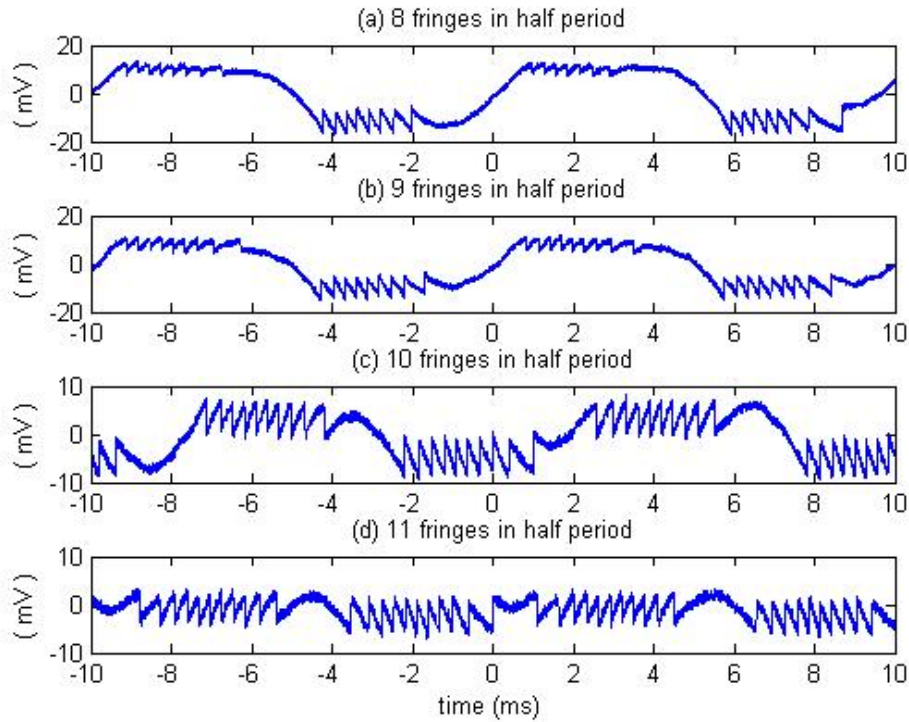 (a) 8 fringes in half period
20
0
-20
( mV)
-10 -8 -6 -4 -2 0 2 4 6 8 10
(b) 9 fringes in half period
20
0
-20
( mV)
-10 -8 -6 -4 -2 0 2 4 6 8 10
(c) 10 fringes in half period
10
0
-10
( mV)
-10 -8 -6 -4 -2 0 2 4 6 8 10
(d) 11 fringes in half period
10
0
-10
( mV)
-10 -8 -6 -4 -2 0 2 4 6 8 10
time (ms)